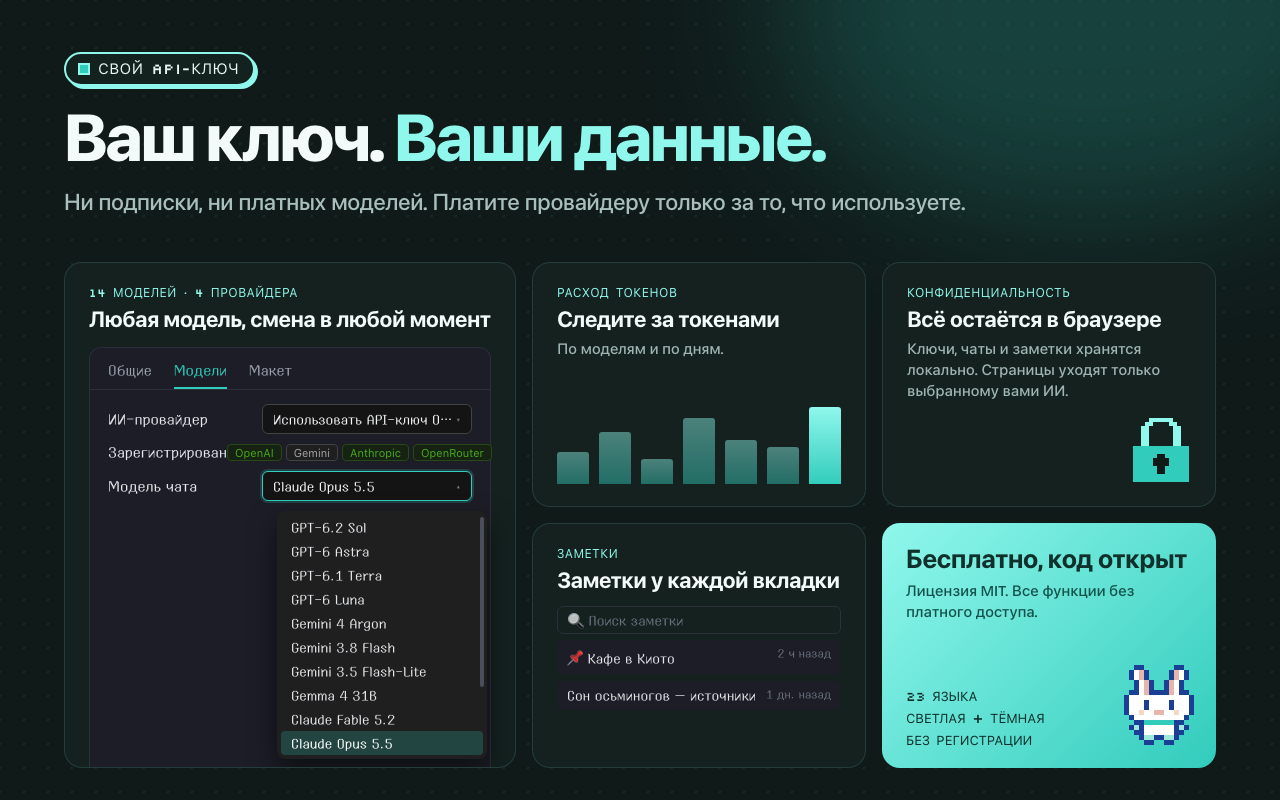 СВОЙ API-КЛЮЧ
Ваш ключ. Ваши данные.
Ни подписки, ни платных моделей. Платите провайдеру только за то, что используете.
14 МОДЕЛЕЙ · 4 ПРОВАЙДЕРА
Любая модель, смена в любой момент
Общие Модели Макет
ИИ-провайдер Использовать API-ключ O···
Зарегистрирован OpenAI Gemini Anthropic OpenRouter
Модель чата Claude Opus 5.5
GPT-6.2 Sol
GPT-6 Astra
GPT-6.1 Terra
GPT-6 Luna
Gemini 4 Argon
Gemini 3.8 Flash
Gemini 3.5 Flash-Lite
Gemma 4 31B
Claude Fable 5.2
Claude Opus 5.5
РАСХОД ТОКЕНОВ
Следите за токенами
По моделям и по дням.
КОНФИДЕНЦИАЛЬНОСТЬ
Всё остаётся в браузере
Ключи, чаты и заметки хранятся
локально. Страницы уходят только
выбранному вами ИИ.
ЗАМЕТКИ
Заметки у каждой вкладки
🔍 Поиск заметки
📌 Кафе в Киото 2 ч назад
Сон осьминогов — источники 1 дн. назад
Бесплатно, код открыт
Лицензия MIT. Все функции без
платного доступа.
23 ЯЗЫКА
СВЕТЛАЯ + ТЁМНАЯ
БЕЗ РЕГИСТРАЦИИ